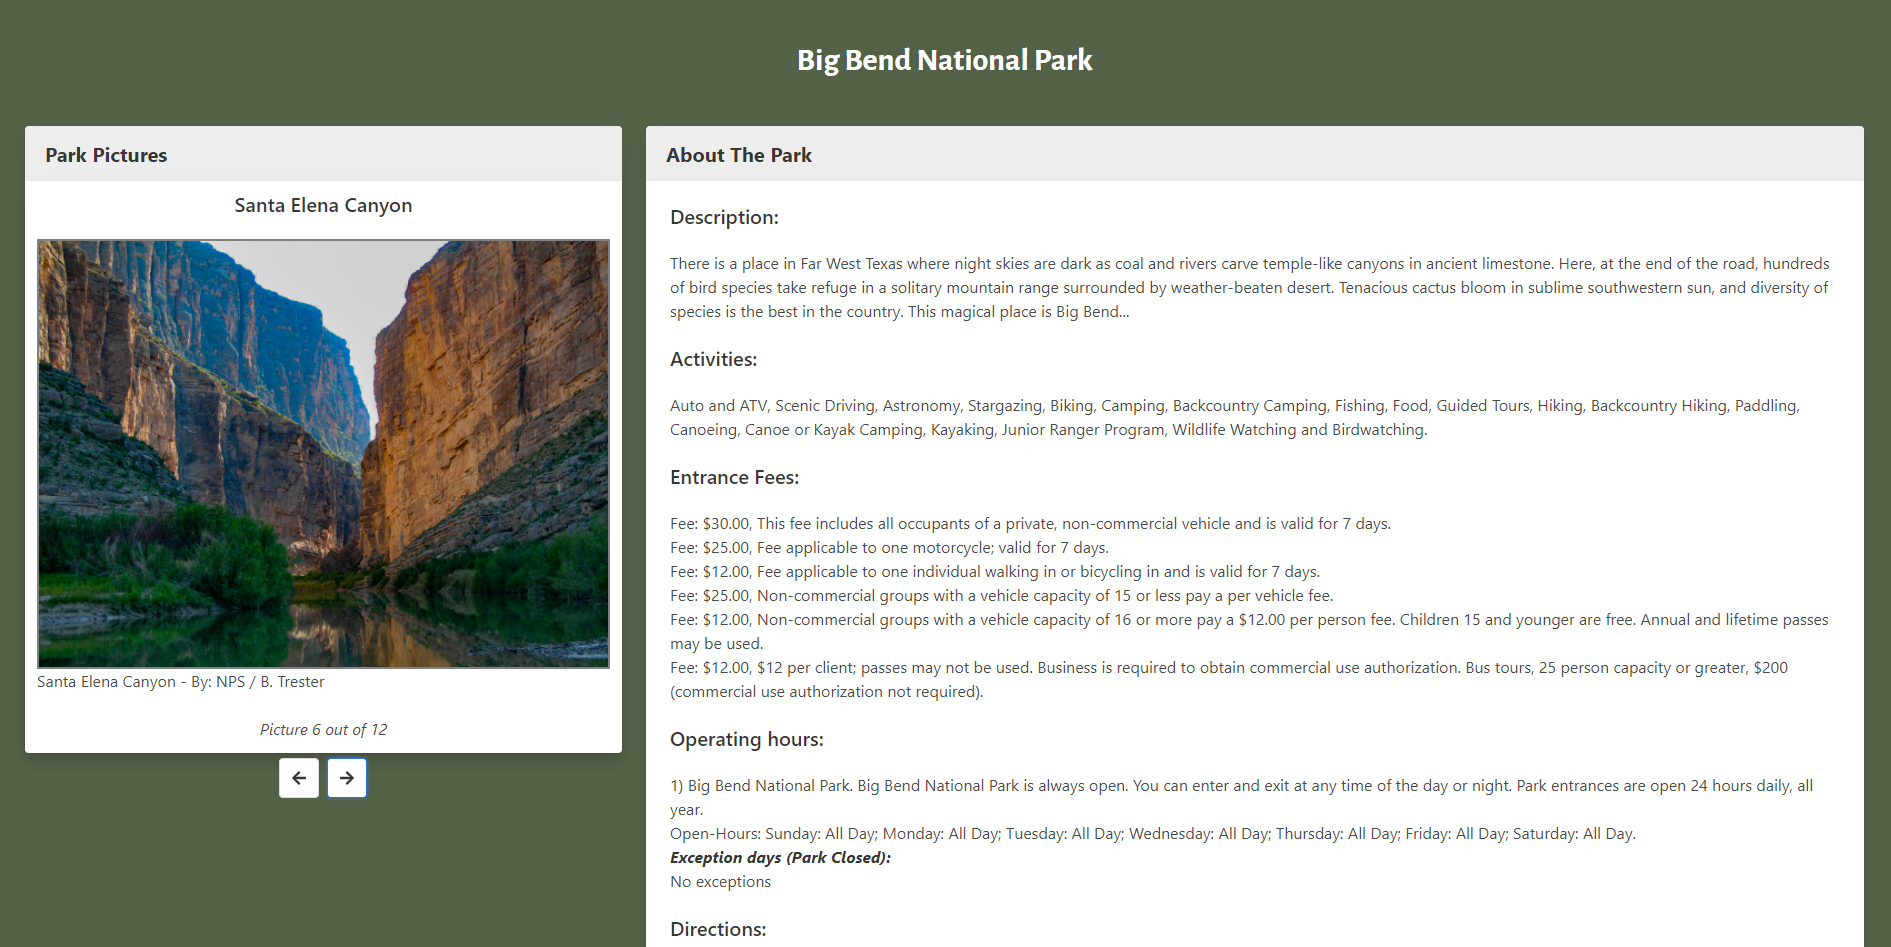 Big Bend National Park
Park Pictures
Santa Elena Canyon
Santa Elena Canyon - By: NPS / B. Trester
Picture 6 out of 12
About The Park
Description:
There is a place in Far West Texas where night skies are dark as coal and rivers carve temple-like canyons in ancient limestone. Here, at the end of the road, hundreds
of bird species take refuge in a solitary mountain range surrounded by weather-beaten desert. Tenacious cactus bloom in sublime southwestern sun, and diversity of
species is the best in the country. This magical place is Big Bend...
Activities:
Auto and ATV, Scenic Driving, Astronomy, Stargazing, Biking, Camping, Backcountry Camping, Fishing, Food, Guided Tours, Hiking, Backcountry Hiking, Paddling,
Canoeing, Canoe or Kayak Camping, Kayaking, Junior Ranger Program, Wildlife Watching and Birdwatching.
Entrance Fees:
Fee: $30.00, This fee includes all occupants of a private, non-commercial vehicle and is valid for 7 days.
Fee: $25.00, Fee applicable to one motorcycle; valid for 7 days.
Fee: $12.00, Fee applicable to one individual walking in or bicycling in and is valid for 7 days.
Fee: $25.00, Non-commercial groups with a vehicle capacity of 15 or less pay a per vehicle fee.
Fee: $12.00, Non-commercial groups with a vehicle capacity of 16 or more pay a $12.00 per person fee. Children 15 and younger are free. Annual and lifetime passes
may be used.
Fee: $12.00, $12 per client; passes may not be used. Business is required to obtain commercial use authorization. Bus tours, 25 person capacity or greater, $200
(commercial use authorization not required).
Operating hours:
1) Big Bend National Park. Big Bend National Park is always open. You can enter and exit at any time of the day or night. Park entrances are open 24 hours daily, all
year.
Open-Hours: Sunday: All Day; Monday: All Day; Tuesday: All Day; Wednesday: All Day; Thursday: All Day; Friday: All Day; Saturday: All Day.
Exception days (Park Closed):
No exceptions
Directions: